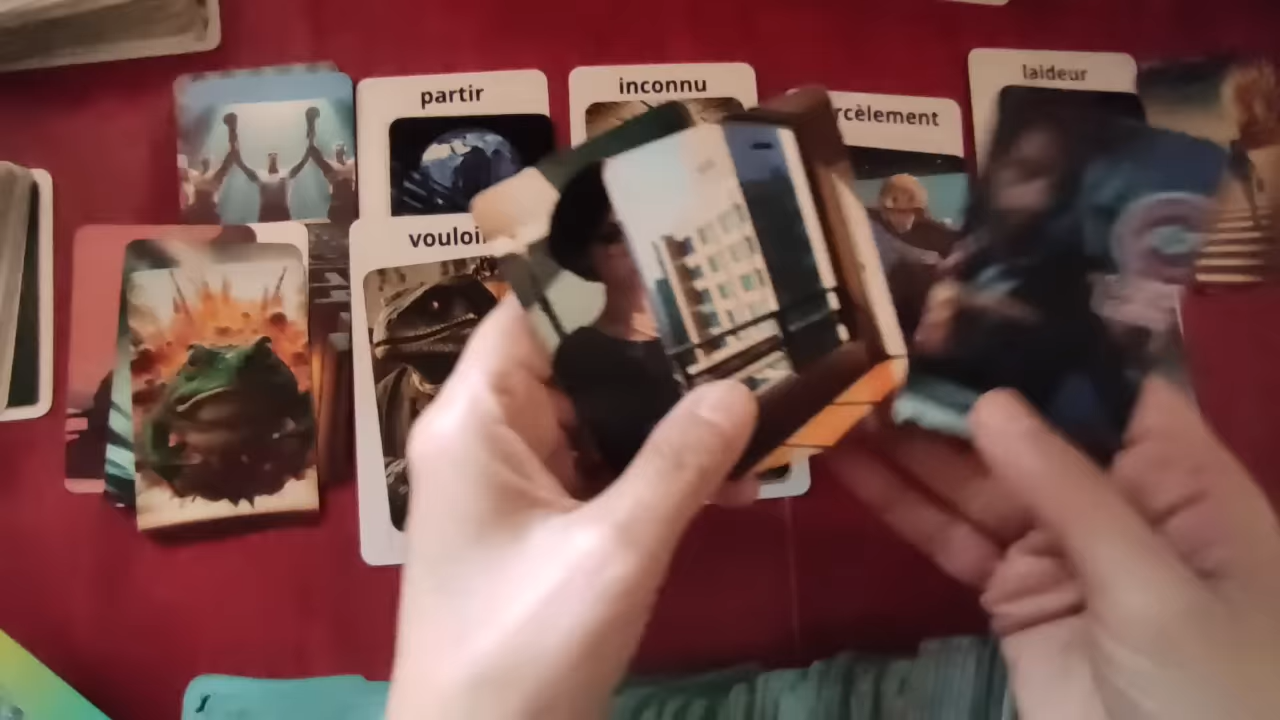 partir
inconnu
rcèlement
laideur
vouloi